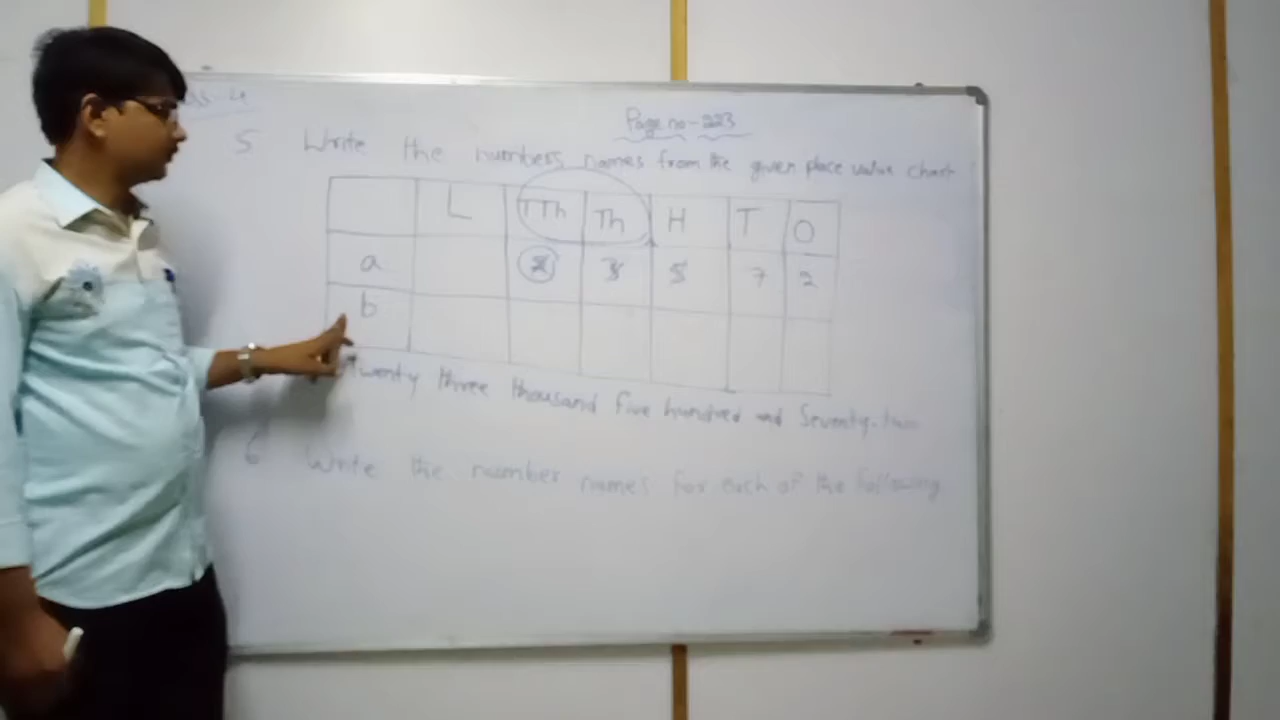 Page no-223
5 Write the numbers names from the given place value chart
L TTh Th H T O
a 2 3 5 7 2
b
twenty three thousand five hundred and Seventy-two
6 Write the number names for each of the following